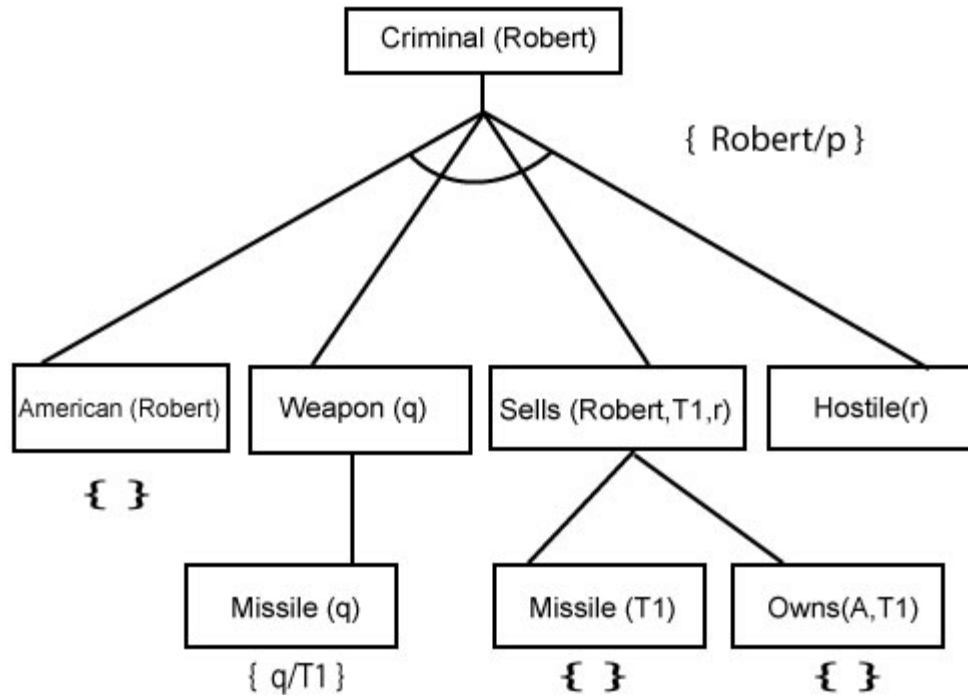 Criminal (Robert)
{ Robert/p }
American (Robert)
Weapon (q)
Sells (Robert,T1,r)
Hostile(r)
{ }
Missile (q)
Missile (T1)
Owns(A,T1)
{ q/T1 }
{ }
{ }